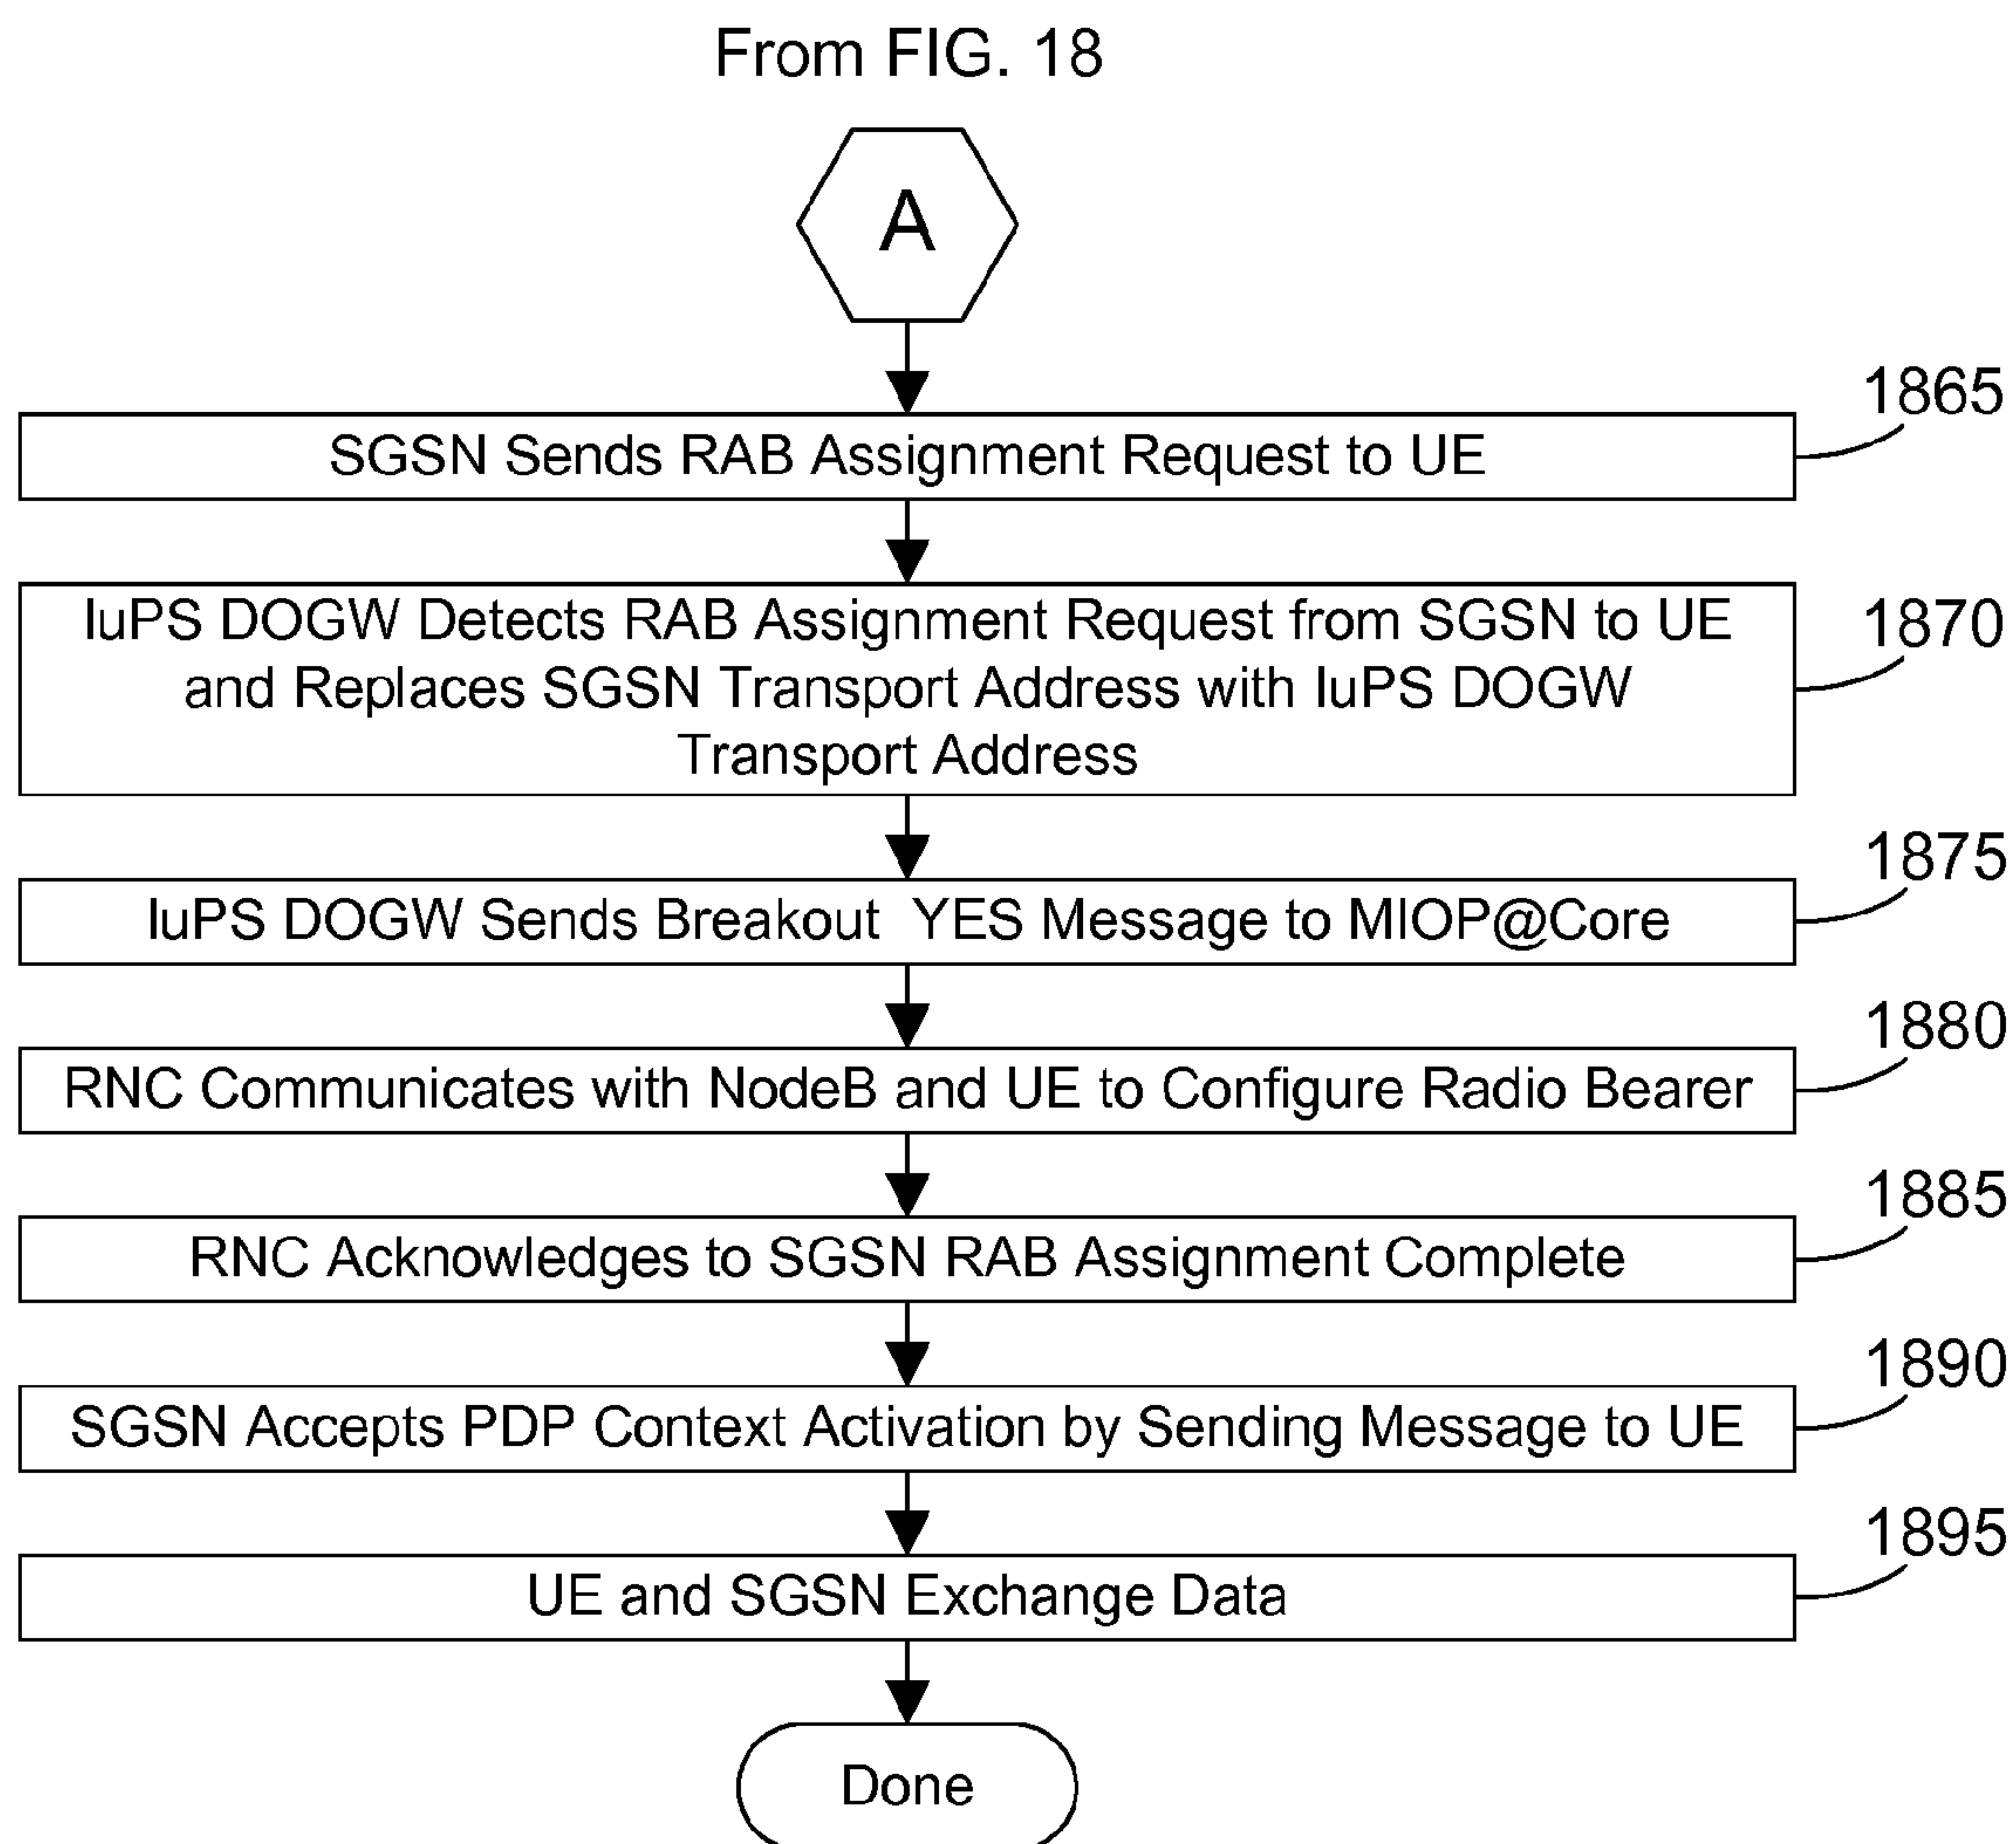 From FIG. 18
A
1865
SGSN Sends RAB Assignment Request to UE
1870
IuPS DOGW Detects RAB Assignment Request from SGSN to UE
and Replaces SGSN Transport Address with IuPS DOGW
Transport Address
1875
IuPS DOGW Sends Breakout YES Message to MIOP@Core
1880
RNC Communicates with NodeB and UE to Configure Radio Bearer
1885
RNC Acknowledges to SGSN RAB Assignment Complete
1890
SGSN Accepts PDP Context Activation by Sending Message to UE
1895
UE and SGSN Exchange Data
Done